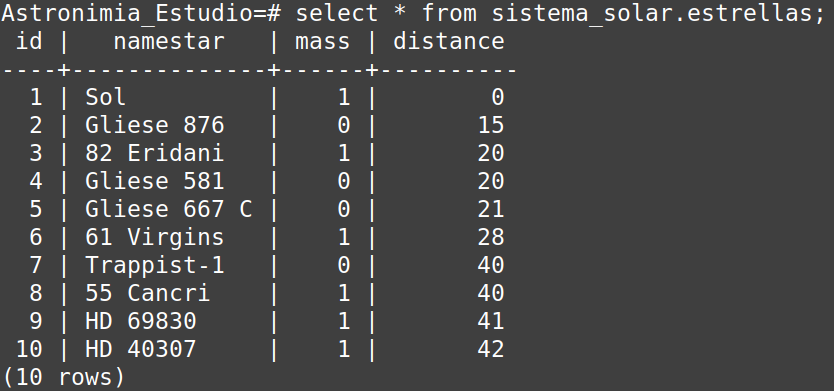 Astronimia_Estudio=# select * from sistema_solar.estrellas;
 id |   namestar   | mass | distance
----+--------------+------+----------
  1 | Sol          |    1 |        0
  2 | Gliese 876   |    0 |       15
  3 | 82 Eridani   |    1 |       20
  4 | Gliese 581   |    0 |       20
  5 | Gliese 667 C |    0 |       21
  6 | 61 Virgins   |    1 |       28
  7 | Trappist-1   |    0 |       40
  8 | 55 Cancri    |    1 |       40
  9 | HD 69830     |    1 |       41
 10 | HD 40307     |    1 |       42
(10 rows)